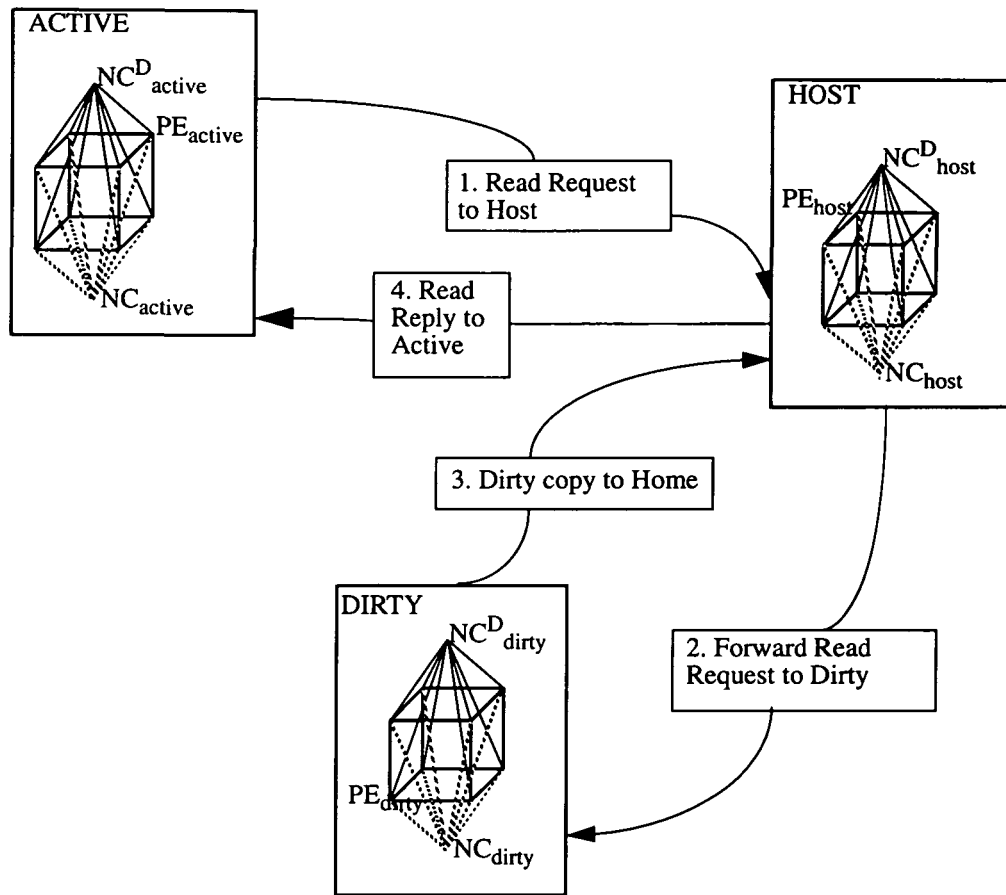 ACTIVE
NC^D_active
PE_active
NC_active
HOST
NC^D_host
PE_host
NC_host
1. Read Request
to Host
4. Read
Reply to
Active
3. Dirty copy to Home
2. Forward Read
Request to Dirty
DIRTY
NC^D_dirty
PE_dirty
NC_dirty